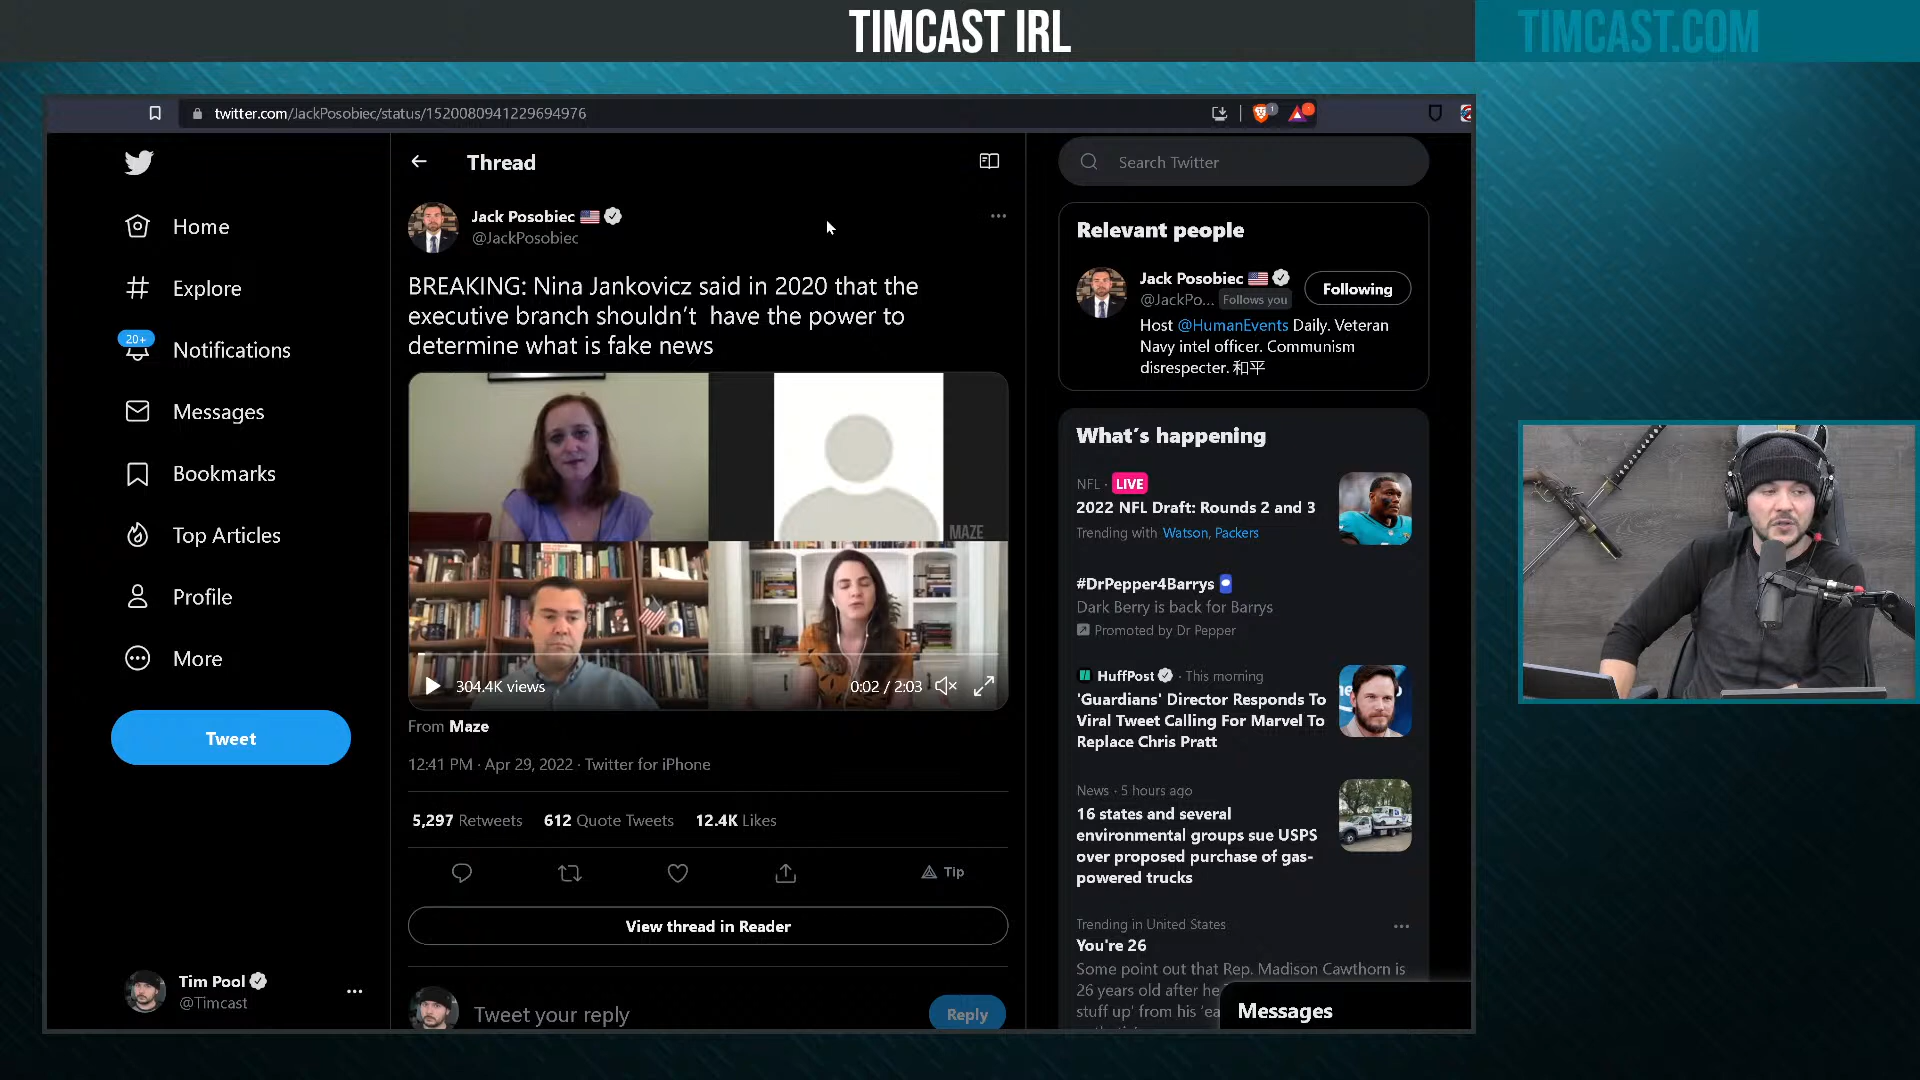 TIMCAST IRL
TIMCAST.COM
twitter.com/JackPosobiec/status/1520080941229694976
Home
Explore
20+
Notifications
Messages
Bookmarks
Top Articles
Profile
More
Tweet
Tim Pool
@Timcast
Thread
Jack Posobiec
@JackPosobiec
BREAKING: Nina Jankovicz said in 2020 that the
executive branch shouldn't have the power to
determine what is fake news
MAZE
304.4K views
0:02 / 2:03
From Maze
12:41 PM · Apr 29, 2022 · Twitter for iPhone
5,297 Retweets 612 Quote Tweets 12.4K Likes
Tip
View thread in Reader
Tweet your reply
Reply
Search Twitter
Relevant people
Jack Posobiec
@JackPo... Follows you
Following
Host @HumanEvents Daily. Veteran
Navy intel officer. Communism
disrespecter. 和平
What's happening
NFL · LIVE
2022 NFL Draft: Rounds 2 and 3
Trending with Watson, Packers
#DrPepper4Barrys
Dark Berry is back for Barrys
Promoted by Dr Pepper
HuffPost · This morning
'Guardians' Director Responds To
Viral Tweet Calling For Marvel To
Replace Chris Pratt
News · 5 hours ago
16 states and several
environmental groups sue USPS
over proposed purchase of gas-
powered trucks
Trending in United States
You're 26
Some point out that Rep. Madison Cawthorn is
26 years old after he
stuff up' from his 'ea
Messages